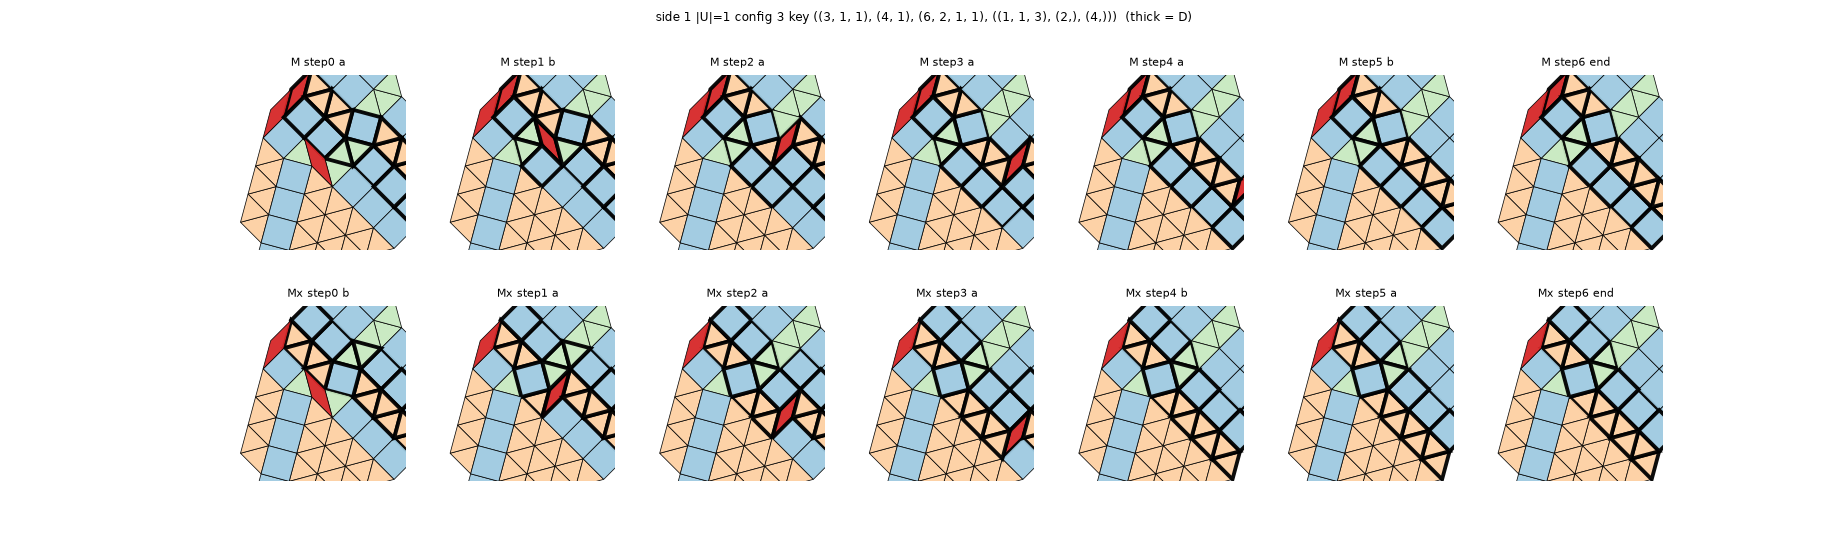 side 1 |U|=1 config 3 key ((3, 1, 1), (4, 1), (6, 2, 1, 1), ((1, 1, 3), (2,), (4,)))  (thick = D)
M step0 a
M step1 b
M step2 a
M step3 a
M step4 a
M step5 b
M step6 end
Mx step0 b
Mx step1 a
Mx step2 a
Mx step3 a
Mx step4 b
Mx step5 a
Mx step6 end